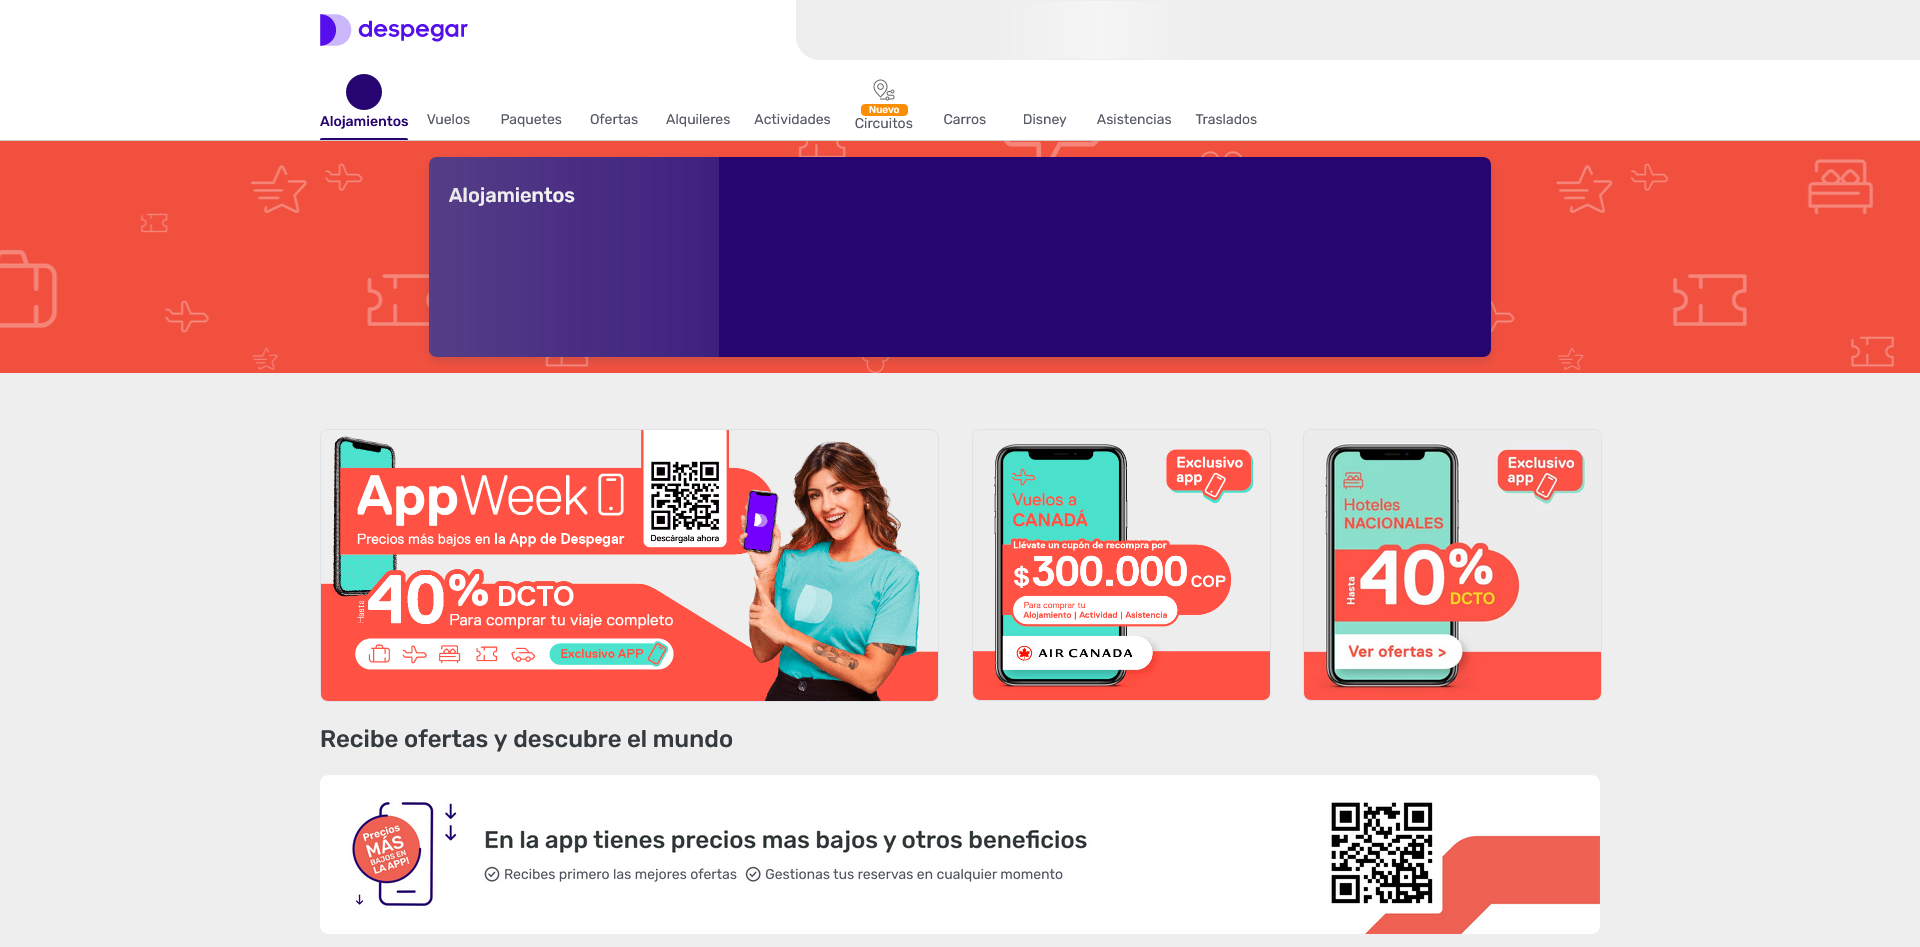 despegar
Alojamientos
Vuelos
Paquetes
Ofertas
Alquileres
Actividades
Nuevo
Circuitos
Carros
Disney
Asistencias
Traslados
Alojamientos
AppWeek
Precios más bajos en la App de Despegar
Descárgala ahora
Hasta
40% DCTO
Para comprar tu viaje completo
Exclusivo APP
Exclusivo
app
Vuelos a
CANADÁ
Llévate un cupón de recompra por
$300.000 COP
Para comprar tu
Alojamiento | Actividad | Asistencia
AIR CANADA
Exclusivo
app
Hoteles
NACIONALES
Hasta
40%
DCTO
Ver ofertas >
Recibe ofertas y descubre el mundo
Precios
MÁS
BAJOS EN
LA APP!
En la app tienes precios mas bajos y otros beneficios
Recibes primero las mejores ofertas
Gestionas tus reservas en cualquier momento